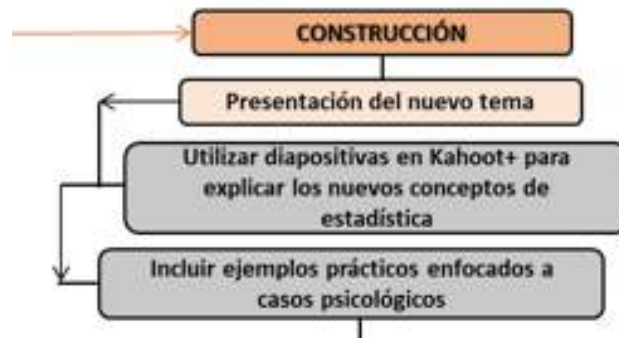 CONSTRUCCIÓN
Presentación del nuevo tema
Utilizar diapositivas en Kahoot+ para
explicar los nuevos conceptos de
estadística
Incluir ejemplos prácticos enfocados a
casos psicológicos